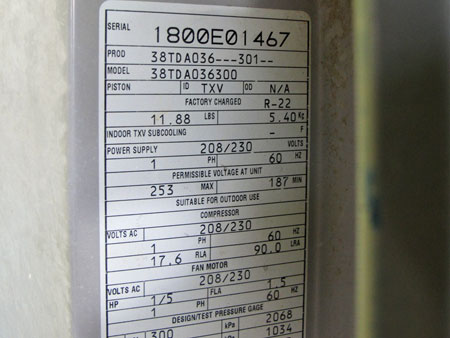 SERIAL 1800E01467
PROD 38TDA036---301--
MODEL 38TDA036300
PISTON ID TXV OD N/A
FACTORY CHARGED R-22
11.88 LBS 5.40 Kg
INDOOR TXV SUBCOOLING - F
POWER SUPPLY 208/230 VOLTS
1 PH 60 HZ
PERMISSIBLE VOLTAGE AT UNIT
253 MAX 187 MIN
SUITABLE FOR OUTDOOR USE
COMPRESSOR
VOLTS AC 208/230
1 PH 60 HZ
17.6 RLA 90.0 LRA
FAN MOTOR
VOLTS AC 208/230
HP 1/5 FLA 1.5
1 PH 60 HZ
DESIGN/TEST PRESSURE GAGE
kPa 2068
300 kPa 1034